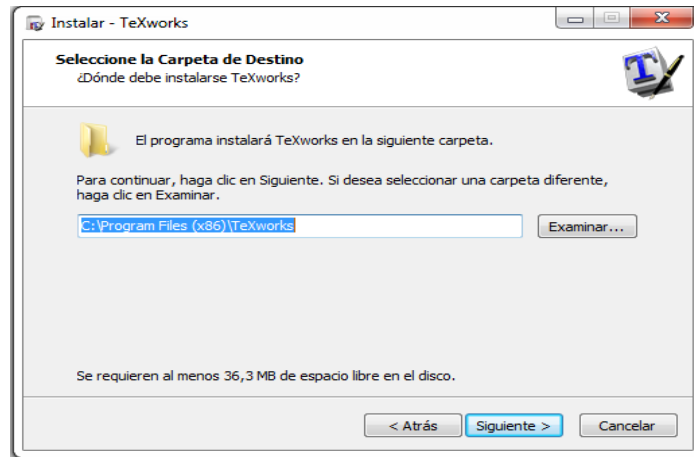 Instalar - TeXworks
Seleccione la Carpeta de Destino
¿Dónde debe instalarse TeXworks?
El programa instalará TeXworks en la siguiente carpeta.
Para continuar, haga clic en Siguiente. Si desea seleccionar una carpeta diferente,
haga clic en Examinar.
C:\Program Files (x86)\TeXworks
Examinar...
Se requieren al menos 36,3 MB de espacio libre en el disco.
< Atrás
Siguiente >
Cancelar